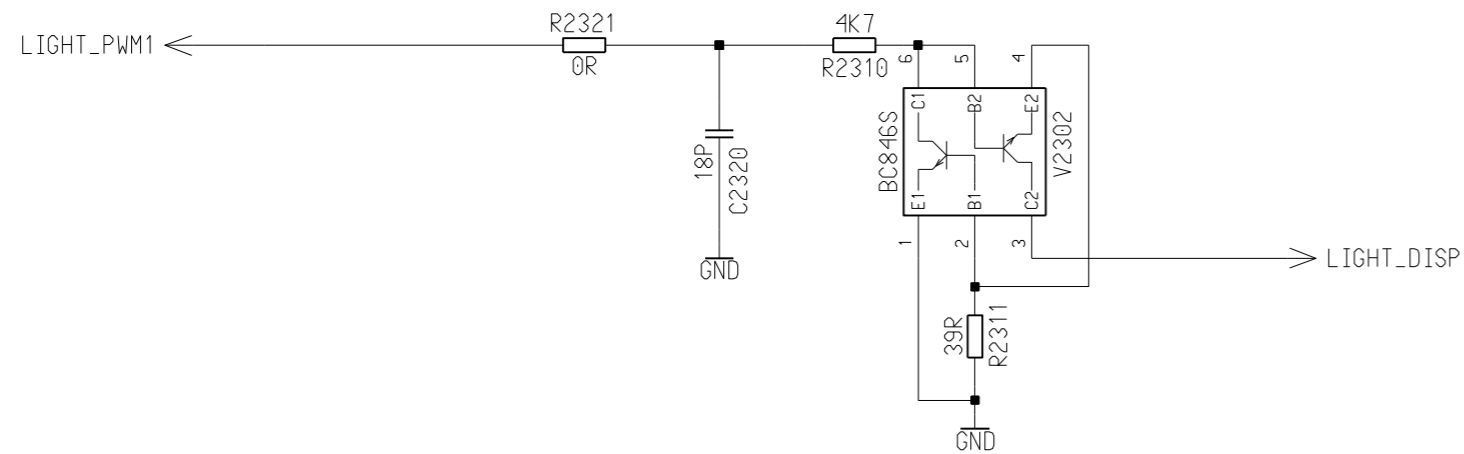 LIGHT_PWM1
R2321
0R
4K7
R2310
18P
C2320
GND
6
5
4
C1
B2
E2
BC846S
V2302
E1
B1
C2
1
2
3
LIGHT_DISP
39R
R2311
GND